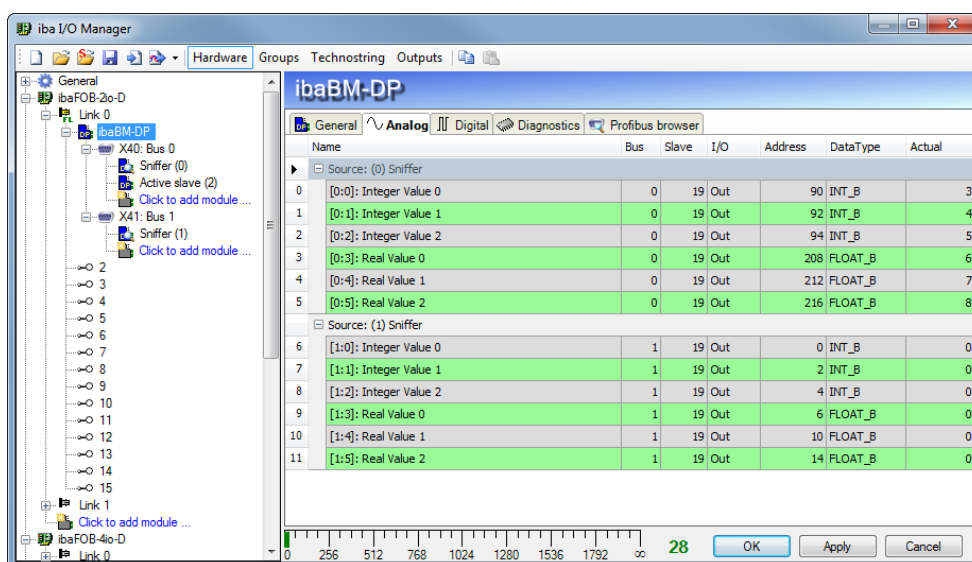 iba I/O Manager
Hardware Groups Technostring Outputs
General
ibaFOB-2io-D
Link 0
ibaBM-DP
X40: Bus 0
Sniffer (0)
Active slave (2)
Click to add module ...
X41: Bus 1
Sniffer (1)
Click to add module ...
2
3
4
5
6
7
8
9
10
11
12
13
14
15
Link 1
Click to add module ...
ibaFOB-4io-D
Link 0
ibaBM-DP
General Analog Digital Diagnostics Profibus browser
Name Bus Slave I/O Address DataType Actual
Source: (0) Sniffer
0 [0:0]: Integer Value 0 0 19 Out 90 INT_B 3
1 [0:1]: Integer Value 1 0 19 Out 92 INT_B 4
2 [0:2]: Integer Value 2 0 19 Out 94 INT_B 5
3 [0:3]: Real Value 0 0 19 Out 208 FLOAT_B 6
4 [0:4]: Real Value 1 0 19 Out 212 FLOAT_B 7
5 [0:5]: Real Value 2 0 19 Out 216 FLOAT_B 8
Source: (1) Sniffer
6 [1:0]: Integer Value 0 1 19 Out 0 INT_B 0
7 [1:1]: Integer Value 1 1 19 Out 2 INT_B 0
8 [1:2]: Integer Value 2 1 19 Out 4 INT_B 0
9 [1:3]: Real Value 0 1 19 Out 6 FLOAT_B 0
10 [1:4]: Real Value 1 1 19 Out 10 FLOAT_B 0
11 [1:5]: Real Value 2 1 19 Out 14 FLOAT_B 0
0 256 512 768 1024 1280 1536 1792 ∞ 28 OK Apply Cancel